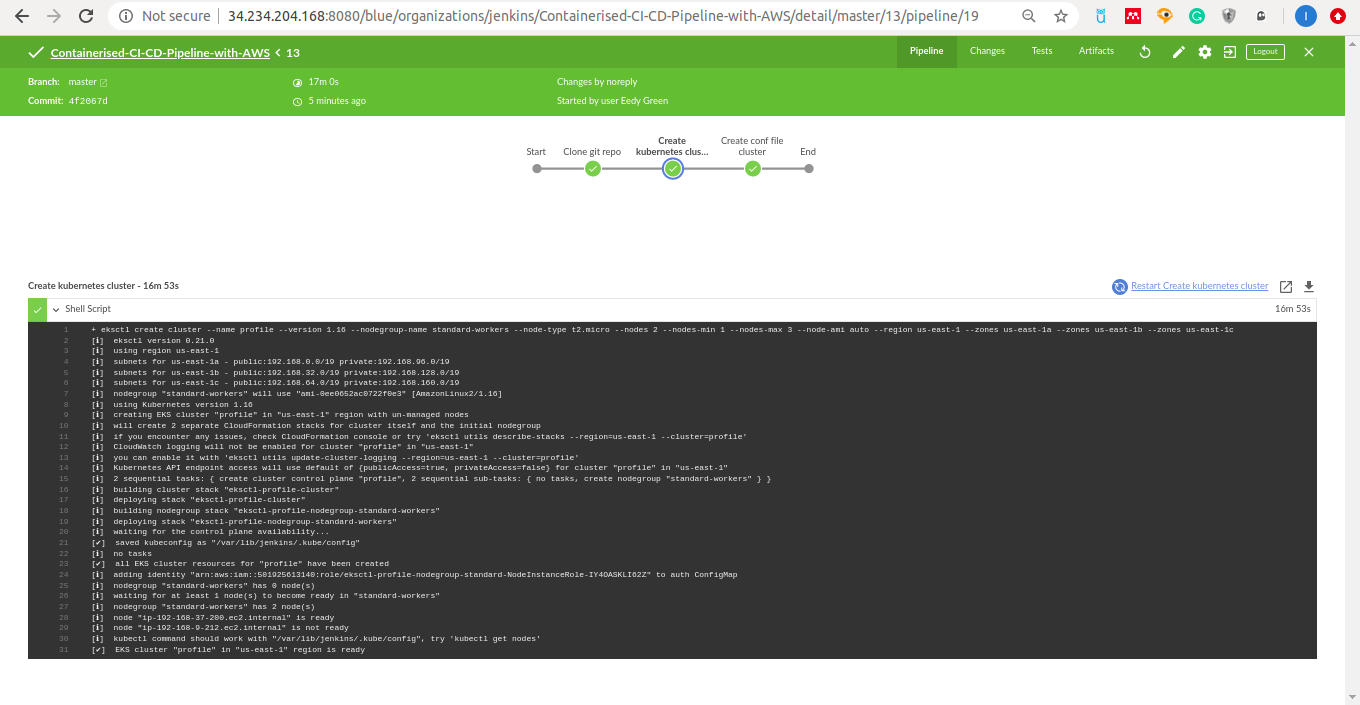 Not secure | 34.234.204.168:8080/blue/organizations/jenkins/Containerised-CI-CD-Pipeline-with-AWS/detail/master/13/pipeline/19
Containerised-CI-CD-Pipeline-with-AWS < 13
Pipeline Changes Tests Artifacts Logout
Branch: master 17m 0s Changes by noreply
Commit: 4f2067d 5 minutes ago Started by user Eedy Green
Start Clone git repo Create kubernetes clus... Create conf file cluster End
Create kubernetes cluster - 16m 53s Restart Create kubernetes cluster
Shell Script 16m 53s
1 + eksctl create cluster --name profile --version 1.16 --nodegroup-name standard-workers --node-type t2.micro --nodes 2 --nodes-min 1 --nodes-max 3 --node-ami auto --region us-east-1 --zones us-east-1a --zones us-east-1b --zones us-east-1c
2 [ℹ] eksctl version 0.21.0
3 [ℹ] using region us-east-1
4 [ℹ] subnets for us-east-1a - public:192.168.0.0/19 private:192.168.96.0/19
5 [ℹ] subnets for us-east-1b - public:192.168.32.0/19 private:192.168.128.0/19
6 [ℹ] subnets for us-east-1c - public:192.168.64.0/19 private:192.168.160.0/19
7 [ℹ] nodegroup "standard-workers" will use "ami-0ee0652ac0722f0e3" [AmazonLinux2/1.16]
8 [ℹ] using Kubernetes version 1.16
9 [ℹ] creating EKS cluster "profile" in "us-east-1" region with un-managed nodes
10 [ℹ] will create 2 separate CloudFormation stacks for cluster itself and the initial nodegroup
11 [ℹ] if you encounter any issues, check CloudFormation console or try 'eksctl utils describe-stacks --region=us-east-1 --cluster=profile'
12 [ℹ] CloudWatch logging will not be enabled for cluster "profile" in "us-east-1"
13 [ℹ] you can enable it with 'eksctl utils update-cluster-logging --region=us-east-1 --cluster=profile'
14 [ℹ] Kubernetes API endpoint access will use default of {publicAccess=true, privateAccess=false} for cluster "profile" in "us-east-1"
15 [ℹ] 2 sequential tasks: { create cluster control plane "profile", 2 sequential sub-tasks: { no tasks, create nodegroup "standard-workers" } }
16 [ℹ] building cluster stack "eksctl-profile-cluster"
17 [ℹ] deploying stack "eksctl-profile-cluster"
18 [ℹ] building nodegroup stack "eksctl-profile-nodegroup-standard-workers"
19 [ℹ] deploying stack "eksctl-profile-nodegroup-standard-workers"
20 [ℹ] waiting for the control plane availability...
21 [✔] saved kubeconfig as "/var/lib/jenkins/.kube/config"
22 [ℹ] no tasks
23 [✔] all EKS cluster resources for "profile" have been created
24 [ℹ] adding identity "arn:aws:iam::501925613140:role/eksctl-profile-nodegroup-standard-NodeInstanceRole-IY4OASKLI62Z" to auth ConfigMap
25 [ℹ] nodegroup "standard-workers" has 0 node(s)
26 [ℹ] waiting for at least 1 node(s) to become ready in "standard-workers"
27 [ℹ] nodegroup "standard-workers" has 2 node(s)
28 [ℹ] node "ip-192-168-37-200.ec2.internal" is ready
29 [ℹ] node "ip-192-168-9-212.ec2.internal" is not ready
30 [ℹ] kubectl command should work with "/var/lib/jenkins/.kube/config", try 'kubectl get nodes'
31 [✔] EKS cluster "profile" in "us-east-1" region is ready